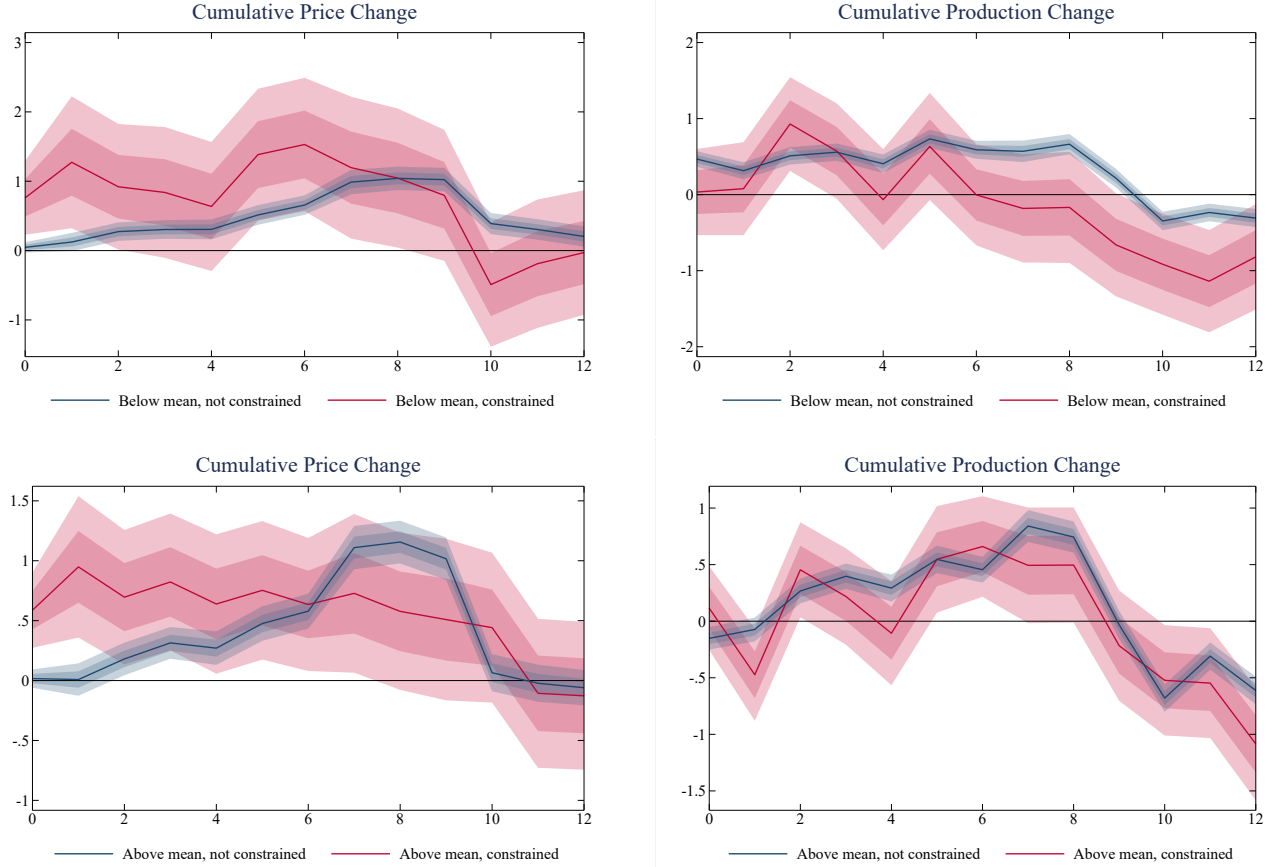 Cumulative Price Change
3
2
1
0
-1
0 2 4 6 8 10 12
Below mean, not constrained Below mean, constrained
Cumulative Production Change
2
1
0
-1
-2
0 2 4 6 8 10 12
Below mean, not constrained Below mean, constrained
Cumulative Price Change
1.5
1
.5
0
-.5
-1
0 2 4 6 8 10 12
Above mean, not constrained Above mean, constrained
Cumulative Production Change
1
.5
0
-.5
-1
-1.5
0 2 4 6 8 10 12
Above mean, not constrained Above mean, constrained